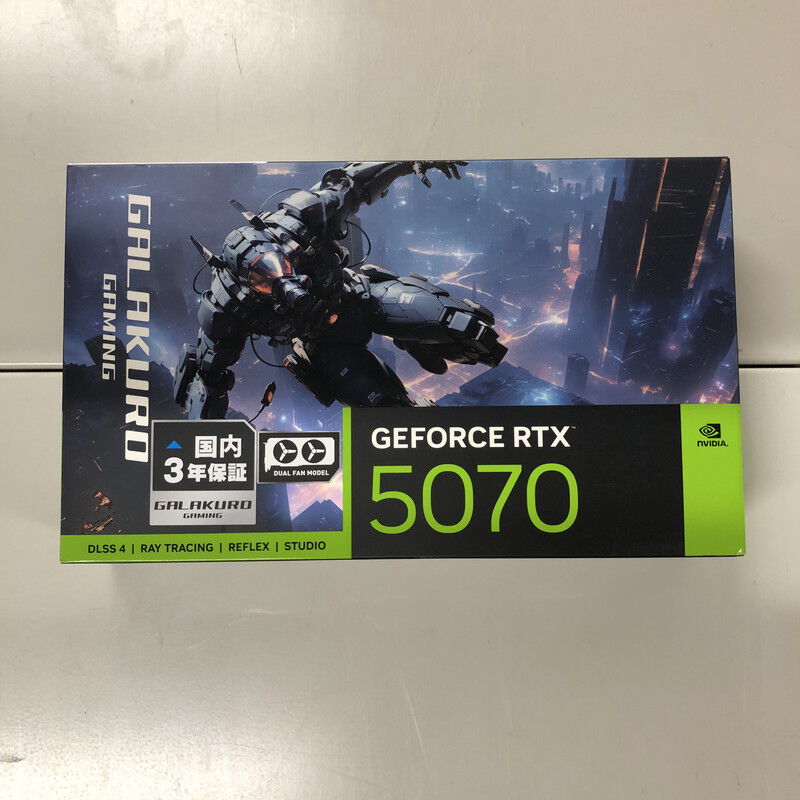 GALAKURO
GAMING
国内
3年保証
GALAKURO
GAMING
DUAL FAN MODEL
GEFORCE RTX™
5070
NVIDIA.
DLSS 4 | RAY TRACING | REFLEX | STUDIO